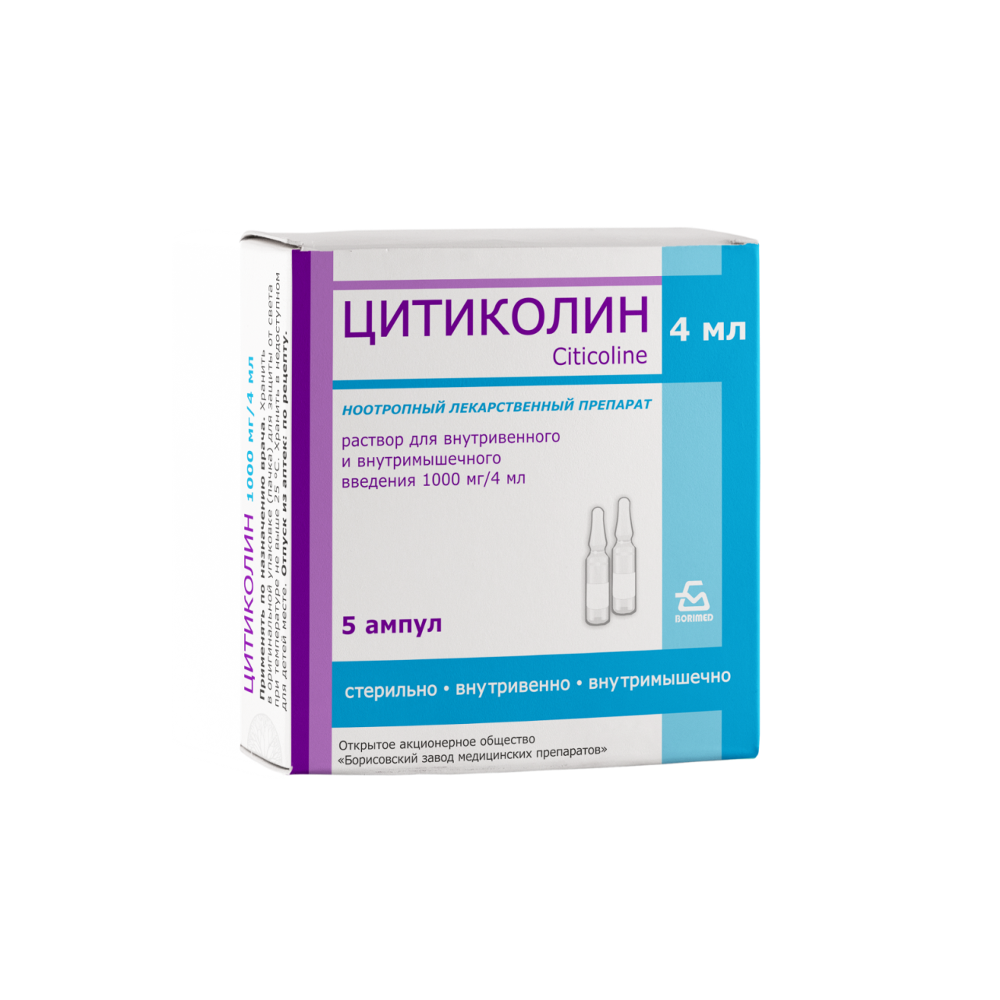 ЦИТИКОЛИН
Citicoline
4 мл
НООТРОПНЫЙ ЛЕКАРСТВЕННЫЙ ПРЕПАРАТ
раствор для внутривенного
и внутримышечного
введения 1000 мг/4 мл
5 ампул
BORIMED
стерильно • внутривенно • внутримышечно
Открытое акционерное общество
«Борисовский завод медицинских препаратов»
ЦИТИКОЛИН 1000 мг/4 мл
Применять по назначению врача. Хранить
в оригинальной упаковке (пачка) для защиты от света
при температуре не выше 25 °С. Хранить в недоступном
для детей месте. Отпуск из аптек: по рецепту.